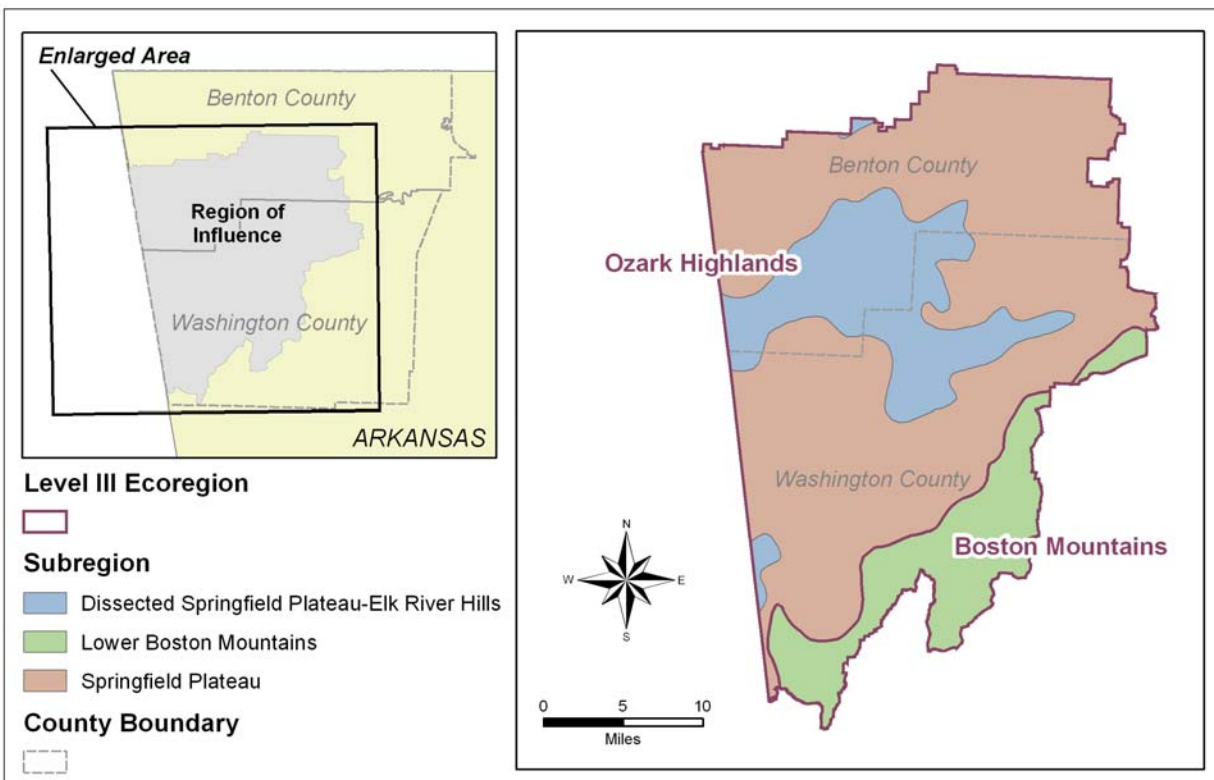 Enlarged Area
Benton County
Region of
Influence
Washington County
ARKANSAS
Level III Ecoregion
Subregion
Dissected Springfield Plateau-Elk River Hills
Lower Boston Mountains
Springfield Plateau
County Boundary
Benton County
Ozark Highlands
Washington County
Boston Mountains
N
W
E
S
0 5 10
Miles